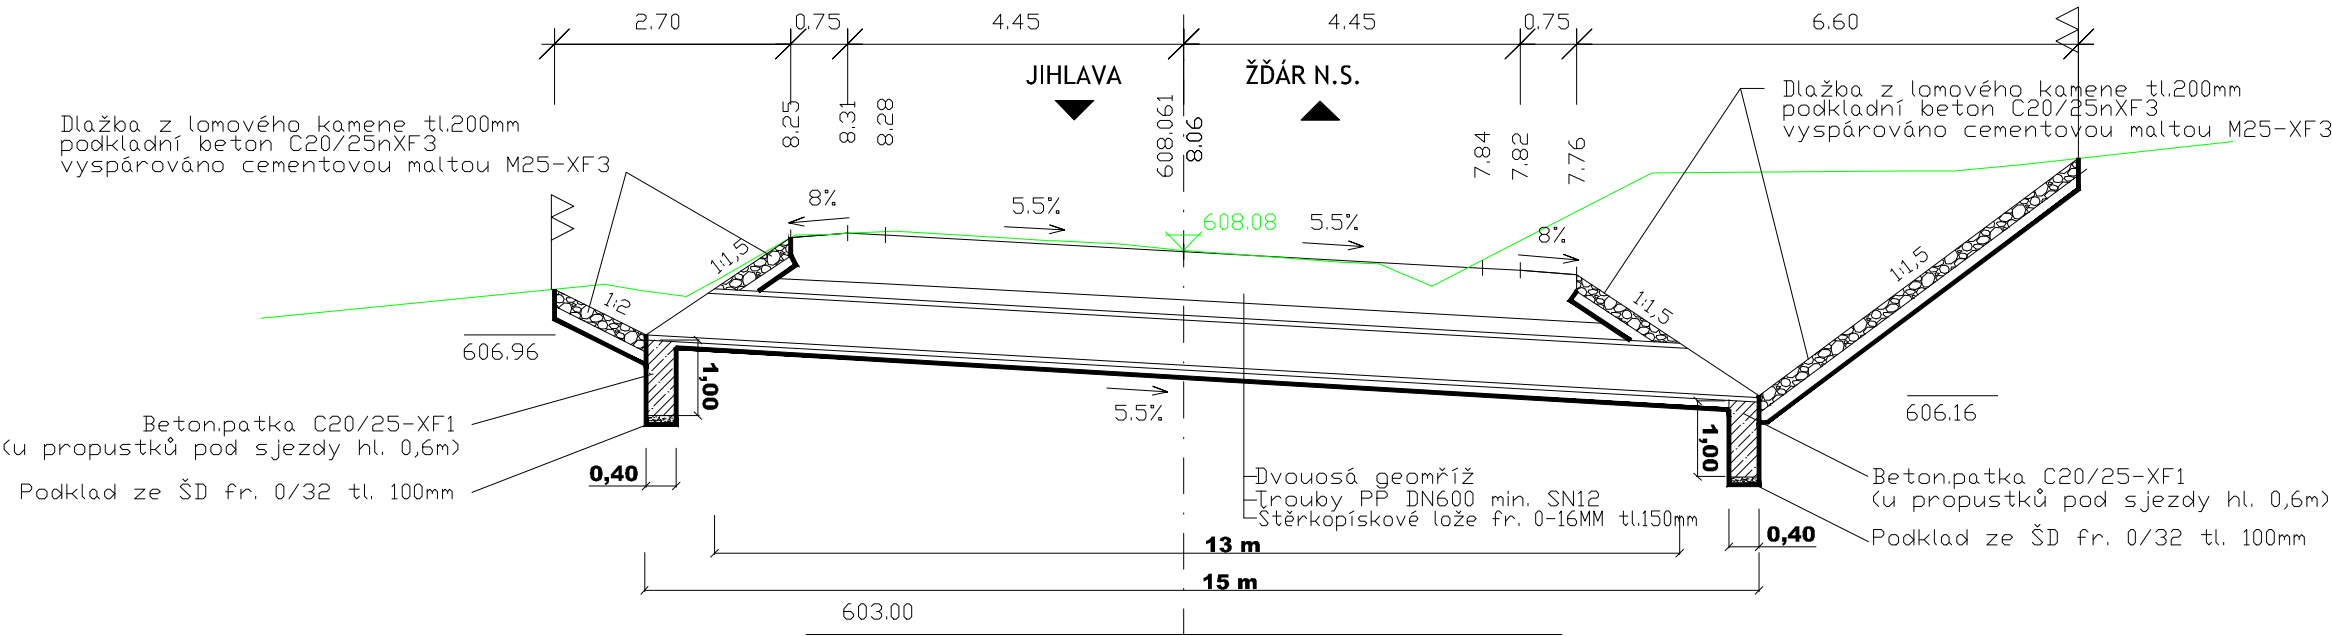 2.70
0.75
4.45
4.45
0.75
6.60
JIHLAVA
ŽĎÁR N.S.
8.25
8.31
8.28
608.061
8.06
7.84
7.82
7.76
Dlažba z lomového kamene tl.200mm
podkladní beton C20/25nXF3
vyspárováno cementovou maltou M25-XF3
Dlažba z lomového kamene tl.200mm
podkladní beton C20/25nXF3
vyspárováno cementovou maltou M25-XF3
8%
5.5%
608.08
5.5%
8%
1:1,5
1:2
1:1,5
1:1,5
606.96
1,00
5.5%
606.16
1,00
Beton.patka C20/25-XF1
(u propustků pod sjezdy hl. 0,6m)
Podklad ze ŠD fr. 0/32 tl. 100mm
0,40
Dvouosá geomříž
Trouby PP DN600 min. SN12
Štěrkopískové lože fr. 0-16MM tl.150mm
Beton.patka C20/25-XF1
(u propustků pod sjezdy hl. 0,6m)
Podklad ze ŠD fr. 0/32 tl. 100mm
0,40
13 m
15 m
603.00